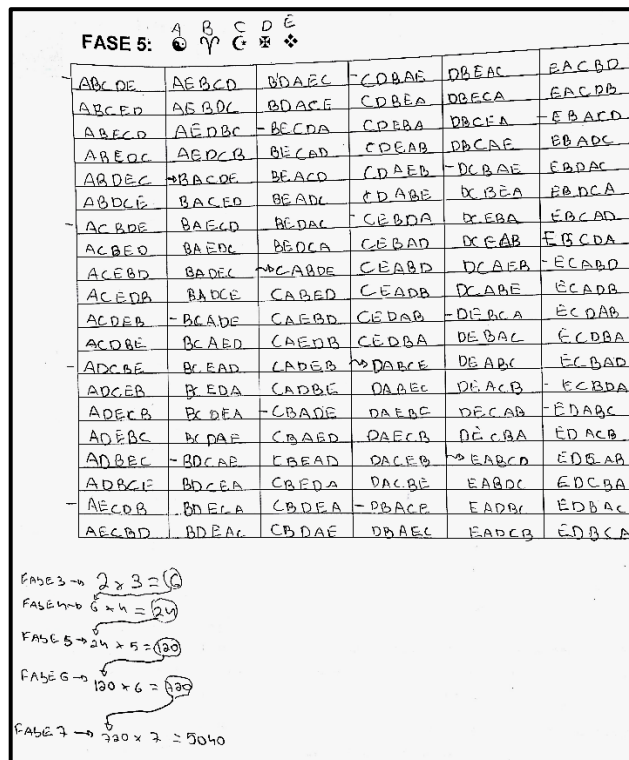 A B C D E
FASE 5: ☯ ♈ ☪ ✠ ❖
ABCDE AEBCD BDAEC CDBAE DBEAC EACBD
ABCED AEBDC BDACE CDBEA DBECA EACDB
ABECD AEDBC BECDA CDEBA DBCEA EBACD
ABEDC AEDCB BECAD CDEAB DBCAE EBADC
ABDEC BACDE BEACD CDAEB DCBAE EBDAC
ABDCE BACED BEADC CDABE DCBEA EBDCA
ACBDE BAECD BEDAC CEBDA DCEBA EBCAD
ACBED BAEDC BEDCA CEBAD DCEAB EBCDA
ACEBD BADEC CABDE CEABD DCAEB ECABD
ACEDB BADCE CABED CEADB DCABE ECADB
ACDEB BCADE CAEBD CEDAB DEBCA ECDAB
ACDBE BCAED CAEDB CEDBA DEBAC ECDBA
ADCBE BCEAD CADEB DABCE DEABC ECBAD
ADCEB BCEDA CADBE DABEC DEACB ECBDA
ADECB BCDEA CBADE DAEBC DECAB EDABC
ADEBC BCDAE CBAED DAECB DECBA EDACB
ADBEC BDCAE CBEAD DACEB EABCD EDCAB
ADBCE BDCEA CBEDA DACBE EABDC EDCBA
AECDB BDECA CBDEA DBACE EADBC EDBAC
AECBD BDEAC CBDAE DBAEC EADCB EDBCA
FASE 3 → 2 x 3 = 6
FASE 4 → 6 x 4 = 24
FASE 5 → 24 x 5 = 120
FASE 6 → 120 x 6 = 720
FASE 7 → 720 x 7 = 5040